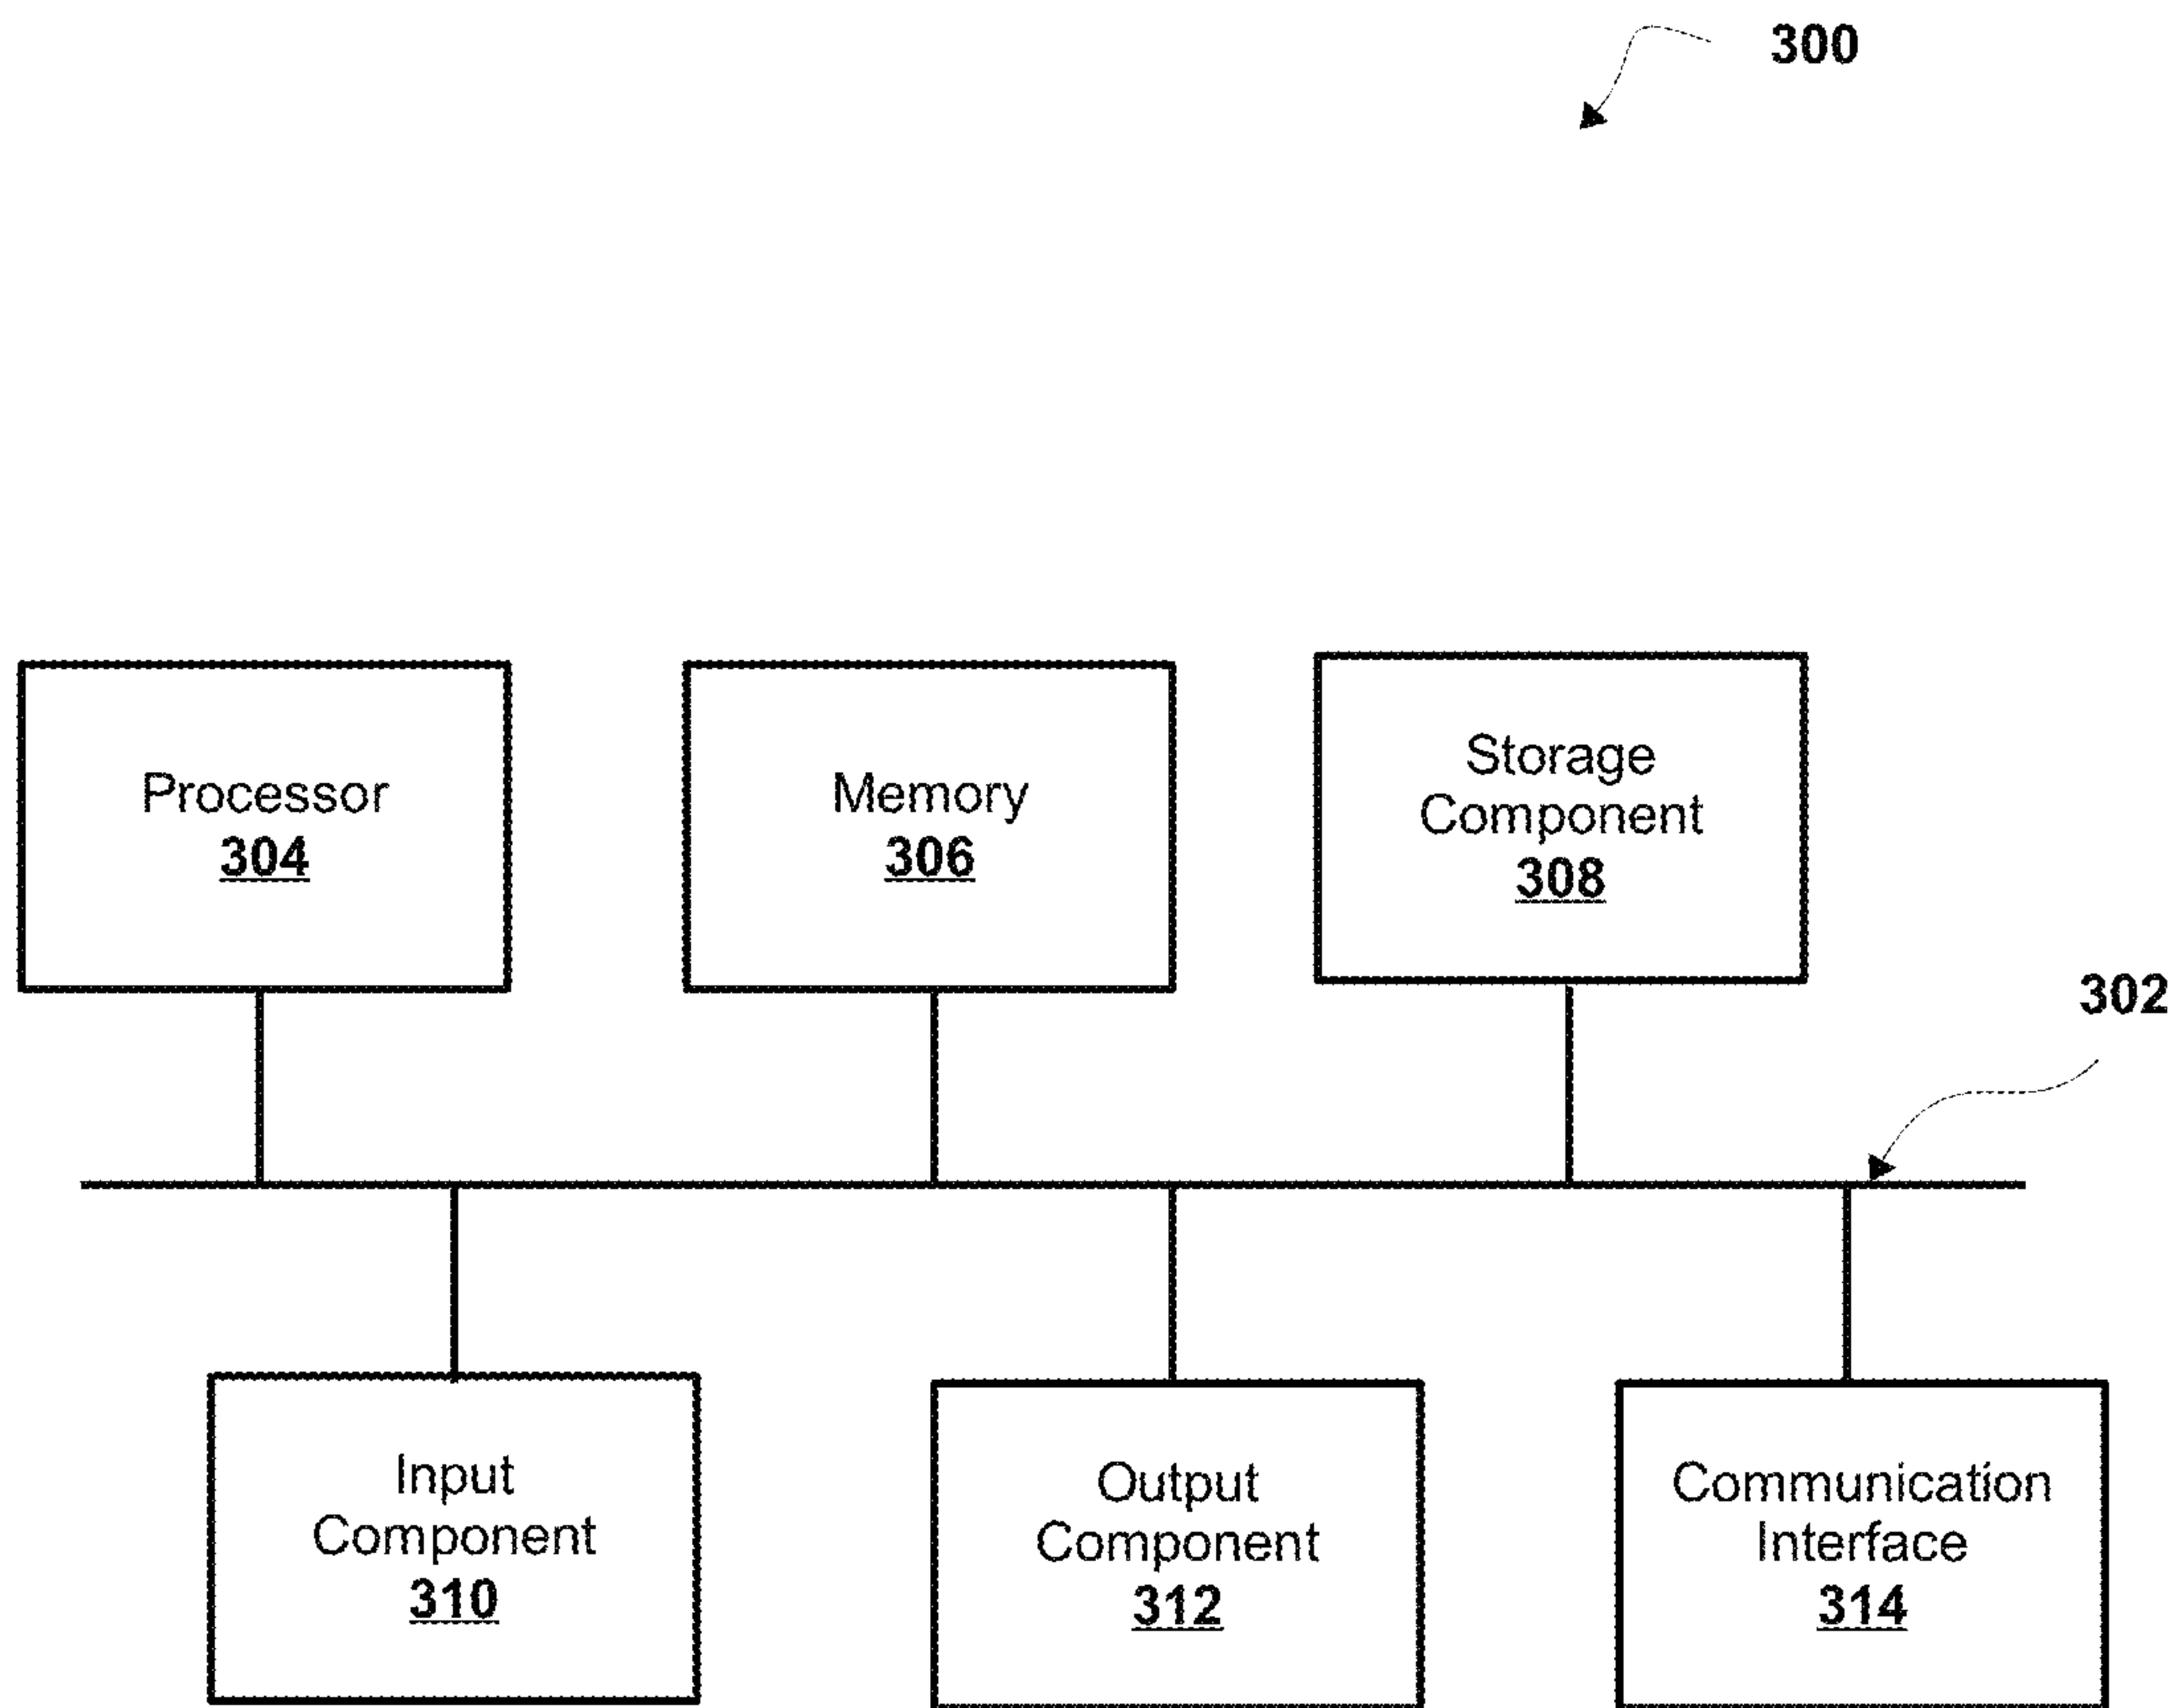 300
Processor
304
Memory
306
Storage
Component
308
302
Input
Component
310
Output
Component
312
Communication
Interface
314